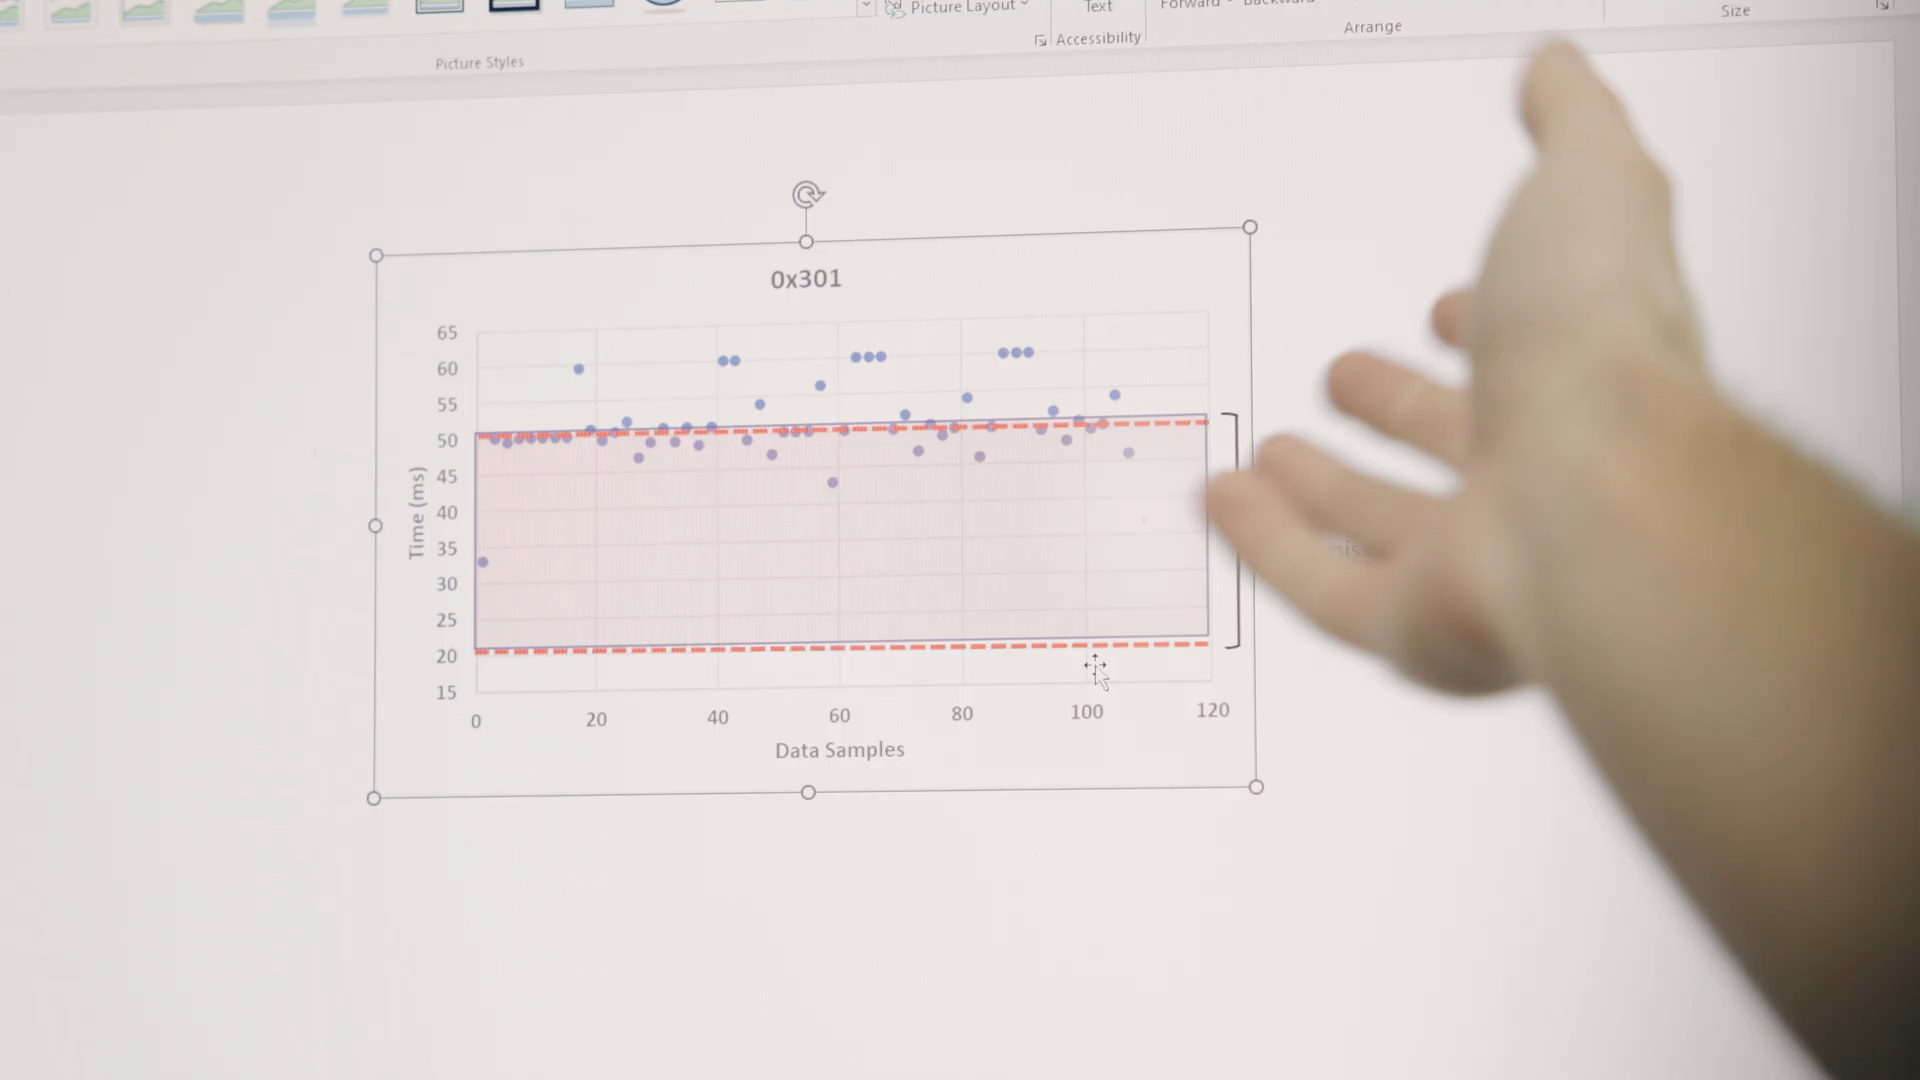 Picture Layout
Text
Accessibility
Picture Styles
Arrange
Size
0x301
65
60
55
50
45
40
35
30
25
20
15
Time (ms)
0 20 40 60 80 100 120
Data Samples